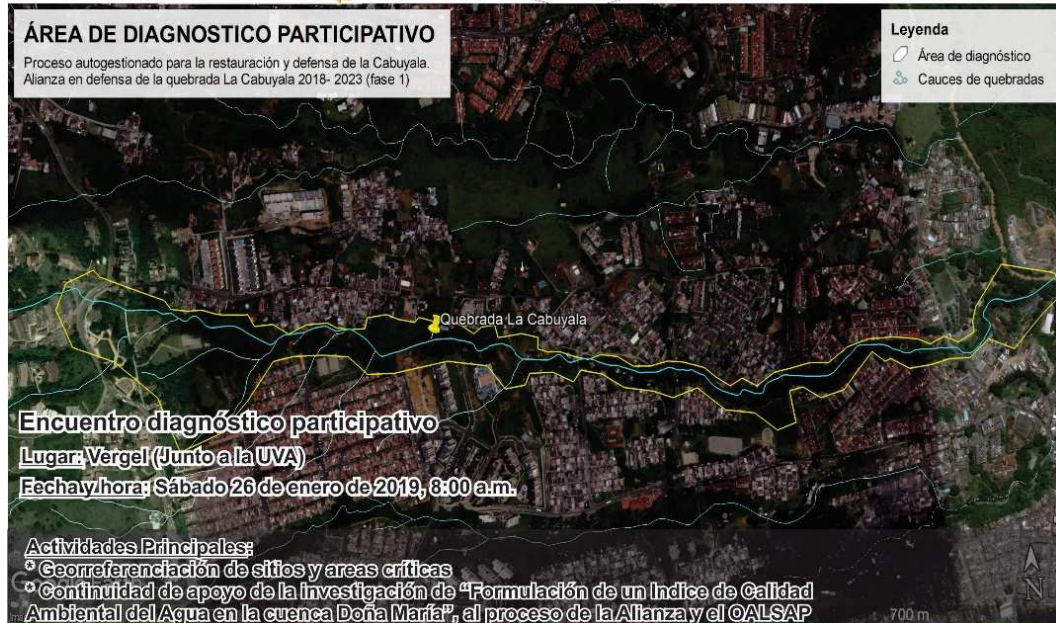 ÁREA DE DIAGNOSTICO PARTICIPATIVO
Proceso autogestionado para la restauración y defensa de la Cabuyala.
Alianza en defensa de la quebrada La Cabuyala 2018- 2023 (fase 1)
Leyenda
Área de diagnóstico
Cauces de quebradas
Quebrada La Cabuyala
Encuentro diagnóstico participativo
Lugar: Vergel (Junto a la UVA)
Fecha y hora: Sábado 26 de enero de 2019, 8:00 a.m.
Actividades Principales:
* Georreferenciación de sitios y areas críticas
* Continuidad de apoyo de la investigación de “Formulación de un Indice de Calidad
Ambiental del Agua en la cuenca Doña María”, al proceso de la Alianza y el OALSAP
N
700 m